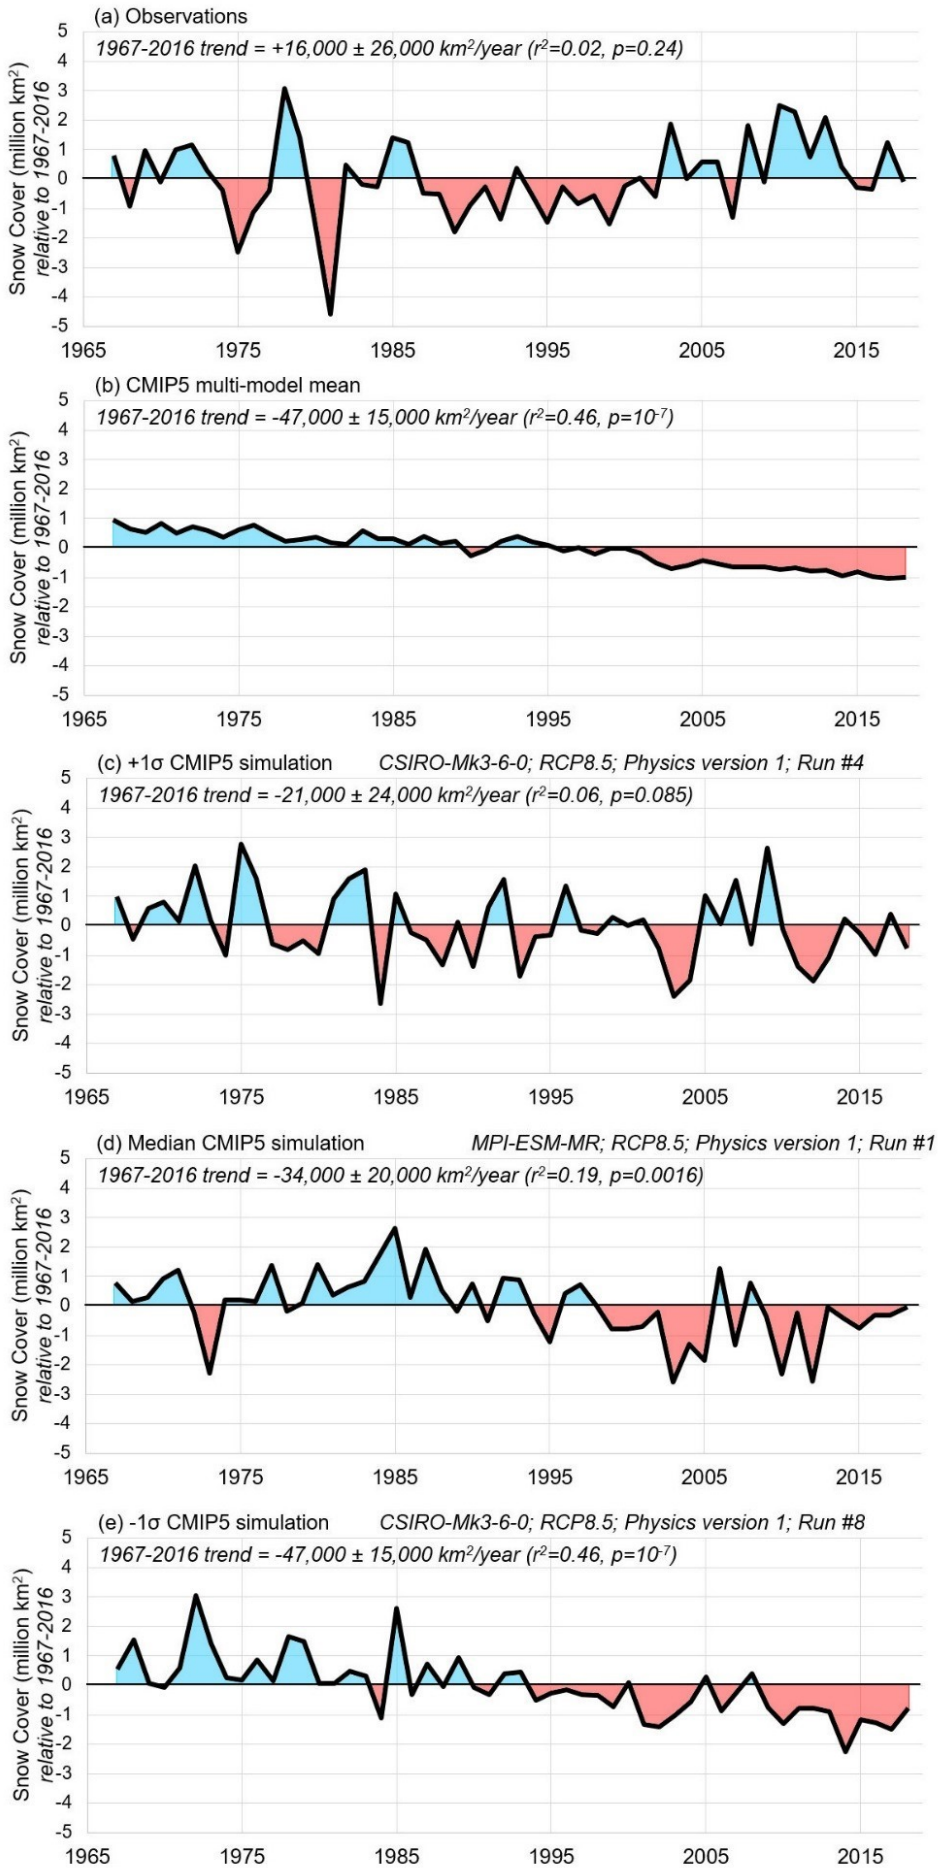 (a) Observations
1967-2016 trend = +16,000 ± 26,000 km²/year (r²=0.02, p=0.24)
Snow Cover (million km²)
relative to 1967-2016
5
4
3
2
1
0
-1
-2
-3
-4
-5
1965 1975 1985 1995 2005 2015
(b) CMIP5 multi-model mean
1967-2016 trend = -47,000 ± 15,000 km²/year (r²=0.46, p=10⁻⁷)
Snow Cover (million km²)
relative to 1967-2016
5
4
3
2
1
0
-1
-2
-3
-4
-5
1965 1975 1985 1995 2005 2015
(c) +1σ CMIP5 simulation CSIRO-Mk3-6-0; RCP8.5; Physics version 1; Run #4
1967-2016 trend = -21,000 ± 24,000 km²/year (r²=0.06, p=0.085)
Snow Cover (million km²)
relative to 1967-2016
5
4
3
2
1
0
-1
-2
-3
-4
-5
1965 1975 1985 1995 2005 2015
(d) Median CMIP5 simulation MPI-ESM-MR; RCP8.5; Physics version 1; Run #1
1967-2016 trend = -34,000 ± 20,000 km²/year (r²=0.19, p=0.0016)
Snow Cover (million km²)
relative to 1967-2016
5
4
3
2
1
0
-1
-2
-3
-4
-5
1965 1975 1985 1995 2005 2015
(e) -1σ CMIP5 simulation CSIRO-Mk3-6-0; RCP8.5; Physics version 1; Run #8
1967-2016 trend = -47,000 ± 15,000 km²/year (r²=0.46, p=10⁻⁷)
Snow Cover (million km²)
relative to 1967-2016
5
4
3
2
1
0
-1
-2
-3
-4
-5
1965 1975 1985 1995 2005 2015